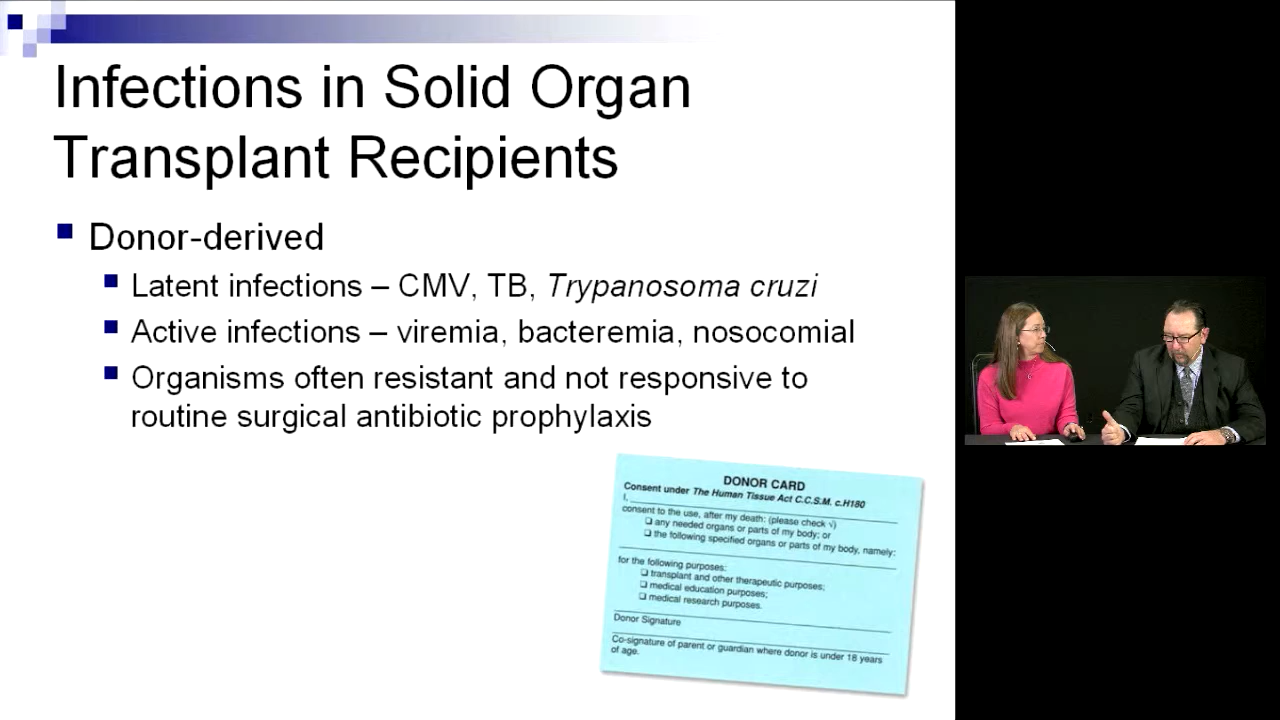 Infections in Solid Organ
Transplant Recipients
Donor-derived
Latent infections – CMV, TB, Trypanosoma cruzi
Active infections – viremia, bacteremia, nosocomial
Organisms often resistant and not responsive to
routine surgical antibiotic prophylaxis
DONOR CARD
Consent under The Human Tissue Act C.C.S.M. c.H180
I,
consent to the use, after my death: (please check √)
❑ any needed organs or parts of my body; or
❑ the following specified organs or parts of my body, namely:
for the following purposes:
❑ transplant and other therapeutic purposes;
❑ medical education purposes;
❑ medical research purposes.
Donor Signature
Co-signature of parent or guardian where donor is under 18 years
of age.